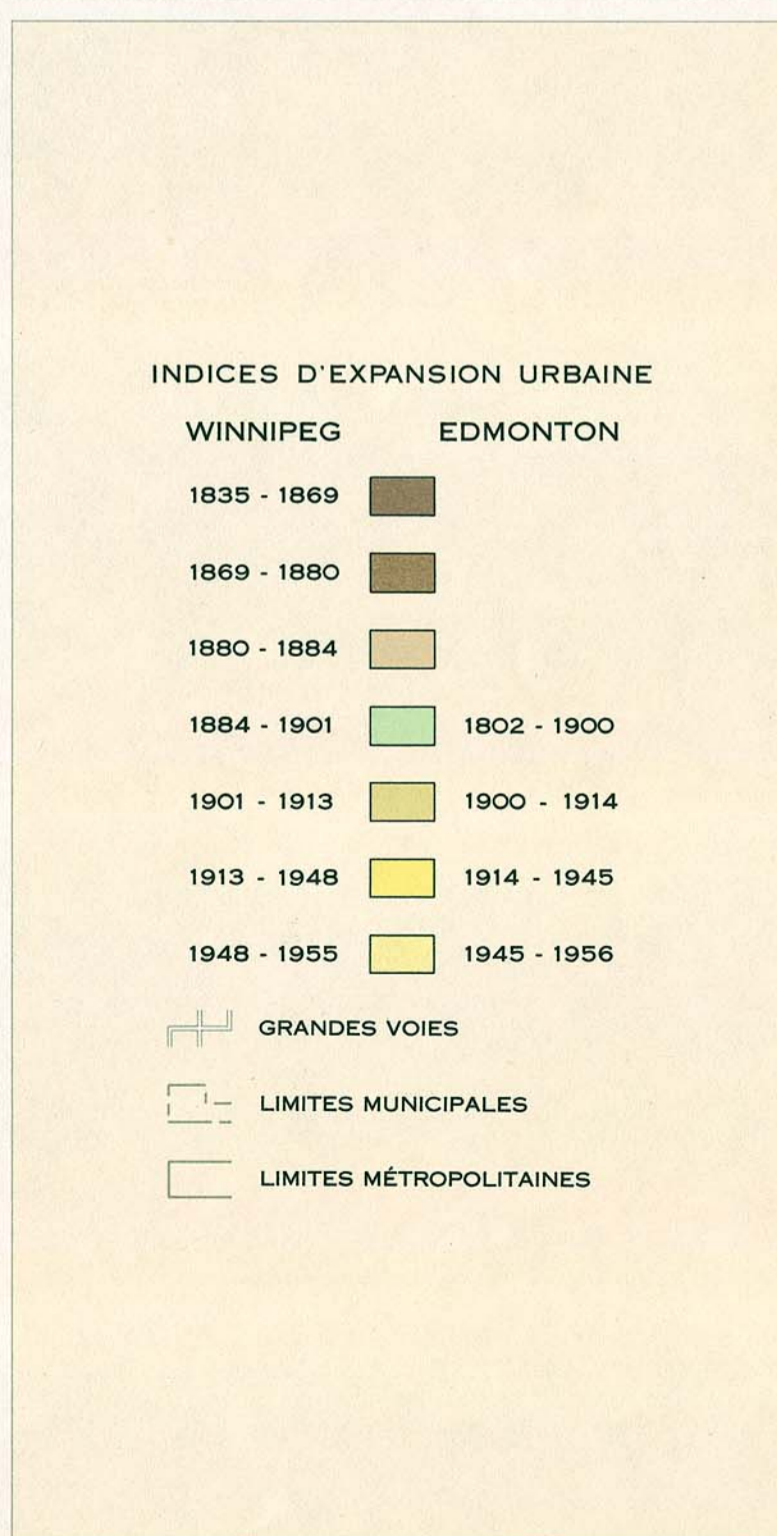 INDICES D'EXPANSION URBAINE
WINNIPEG EDMONTON
1835 - 1869
1869 - 1880
1880 - 1884
1884 - 1901 1802 - 1900
1901 - 1913 1900 - 1914
1913 - 1948 1914 - 1945
1948 - 1955 1945 - 1956
GRANDES VOIES
LIMITES MUNICIPALES
LIMITES MÉTROPOLITAINES